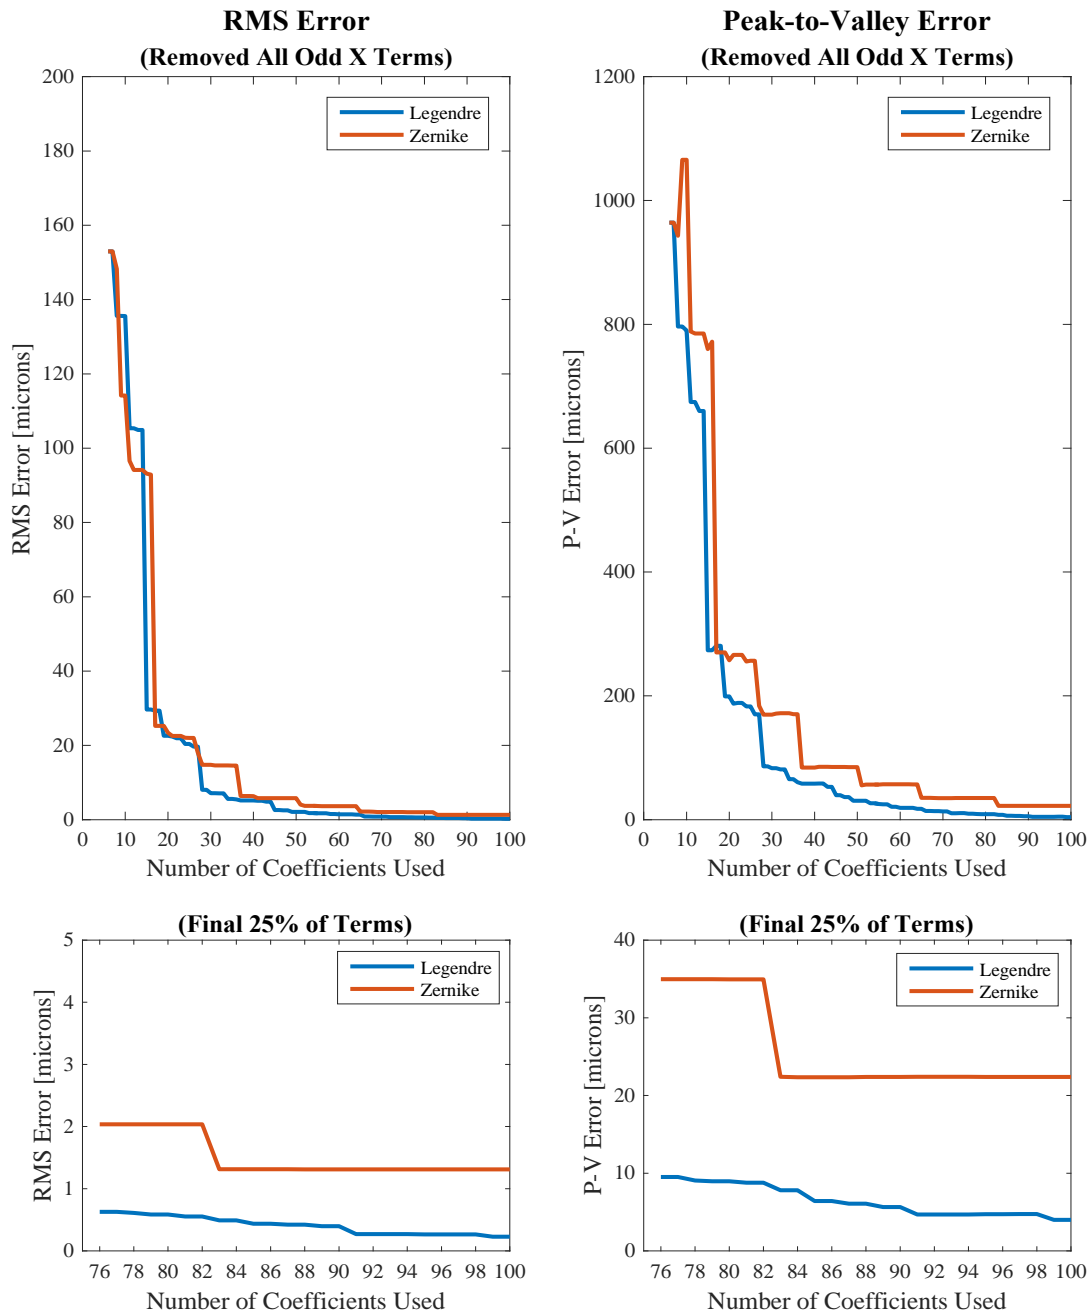 RMS Error
(Removed All Odd X Terms)
200
180
160
140
120
100
80
60
40
20
0
RMS Error [microns]
Legendre
Zernike
0 10 20 30 40 50 60 70 80 90 100
Number of Coefficients Used
Peak-to-Valley Error
(Removed All Odd X Terms)
1200
1000
800
600
400
200
0
P-V Error [microns]
Legendre
Zernike
0 10 20 30 40 50 60 70 80 90 100
Number of Coefficients Used
(Final 25% of Terms)
5
4
3
2
1
0
RMS Error [microns]
Legendre
Zernike
76 78 80 82 84 86 88 90 92 94 96 98 100
Number of Coefficients Used
(Final 25% of Terms)
40
30
20
10
0
P-V Error [microns]
Legendre
Zernike
76 78 80 82 84 86 88 90 92 94 96 98 100
Number of Coefficients Used